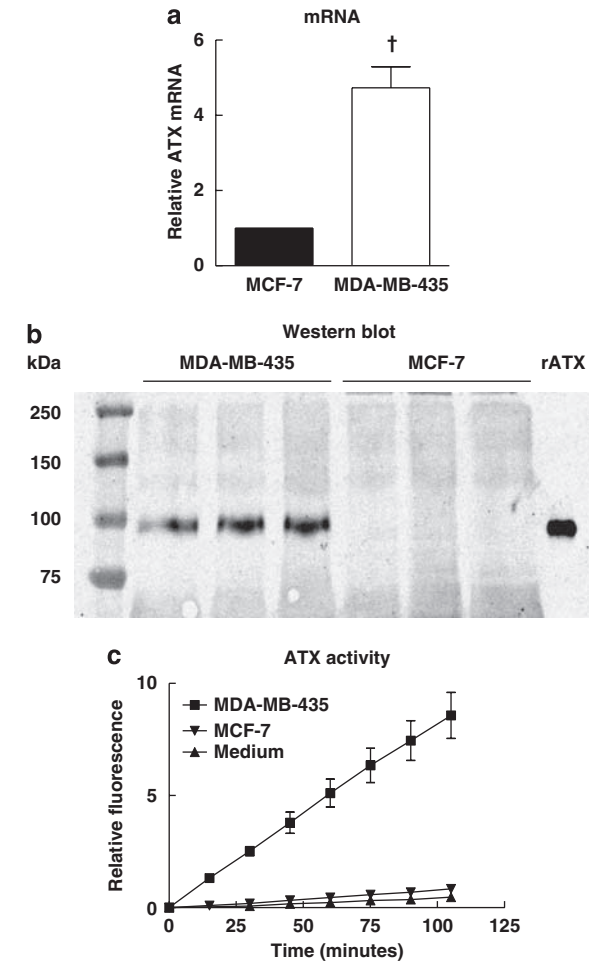 a
mRNA
Relative ATX mRNA
6
4
2
0
†
MCF-7 MDA-MB-435
b
Western blot
kDa MDA-MB-435 MCF-7 rATX
250
150
100
75
c
ATX activity
Relative fluorescence
10
5
0
MDA-MB-435
MCF-7
Medium
0 25 50 75 100 125
Time (minutes)